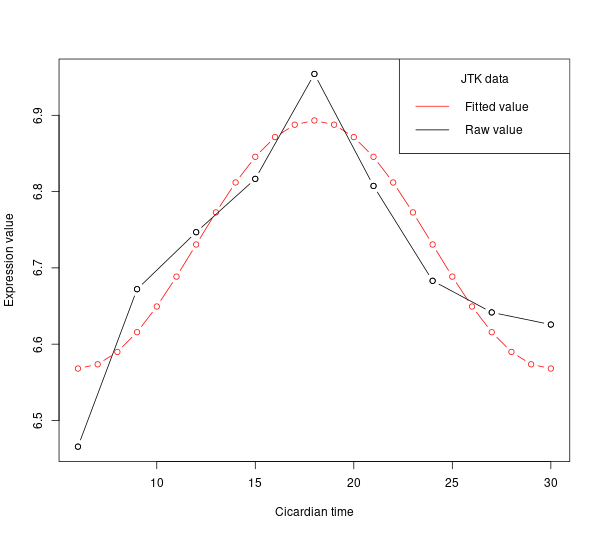 JTK data
Fitted value
Raw value
Expression value
6.9
6.8
6.7
6.6
6.5
10 15 20 25 30
Cicardian time